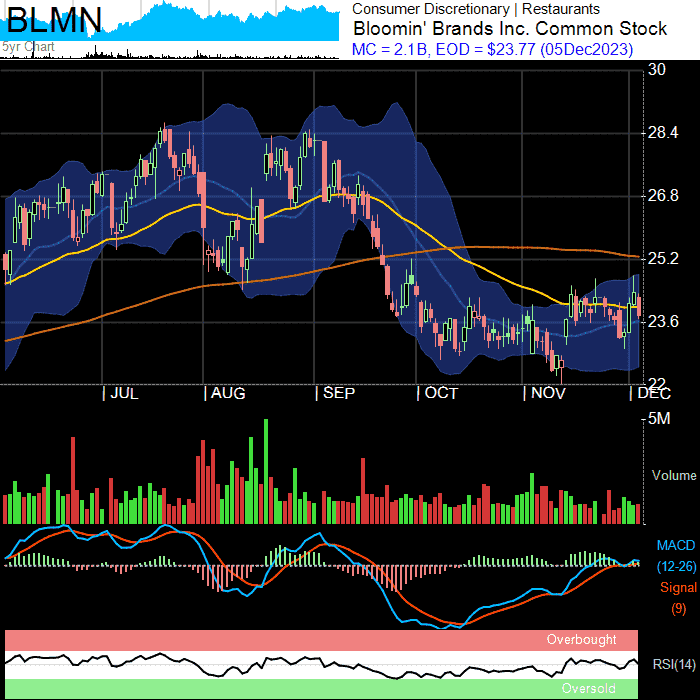 BLMN
5yr Chart
Consumer Discretionary | Restaurants
Bloomin' Brands Inc. Common Stock
MC = 2.1B, EOD = $23.77 (05Dec2023)
30
28.4
26.8
25.2
23.6
22
JUL AUG SEP OCT NOV DEC
5M
Volume
MACD
(12-26)
Signal
(9)
Overbought
RSI(14)
Oversold